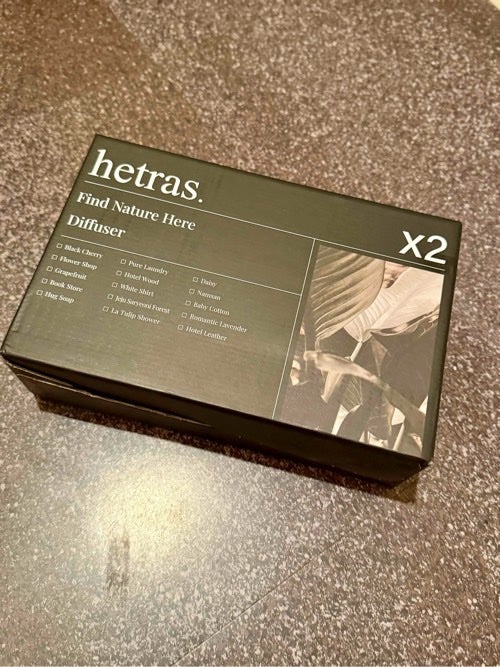 hetras.
X2
Find Nature Here
Diffuser
☐ Black Cherry
☐ Flower Shop
☐ Grapefruit
☐ Book Store
☐ Hug Soap
☐ Pure Laundry
☐ Hotel Wood
☐ White Shirt
☐ Jeju Saryeoni Forest
☐ La Tulip Shower
☐ Daisy
☐ Namsan
☐ Baby Cotton
☐ Romantic Lavender
☐ Hotel Leather